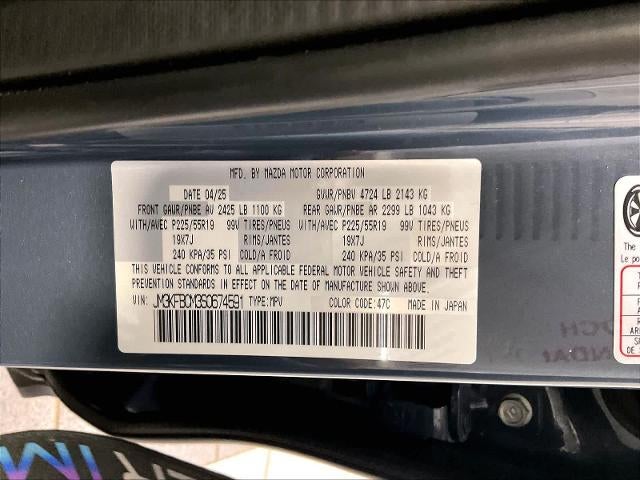 MFD. BY MAZDA MOTOR CORPORATION
DATE 04/25 GVWR/PNBV 4724 LB 2143 KG
FRONT GAWR/PNBE AV 2425 LB 1100 KG REAR GAWR/PNBE AR 2299 LB 1043 KG
WITH/AVEC P225/55R19 99V TIRES/PNEUS WITH/AVEC P225/55R19 99V TIRES/PNEUS
19X7J RIMS/JANTES 19X7J RIMS/JANTES
240 KPA/35 PSI COLD/A FROID 240 KPA/35 PSI COLD/A FROID
THIS VEHICLE CONFORMS TO ALL APPLICABLE FEDERAL MOTOR VEHICLE SAFETY AND THEFT
PREVENTION STANDARDS IN EFFECT ON THE DATE OF MANUFACTURE SHOWN ABOVE.
VIN: JM3KFBCM3S0674591 TYPE:MPV COLOR CODE:47C MADE IN JAPAN
The
Le po